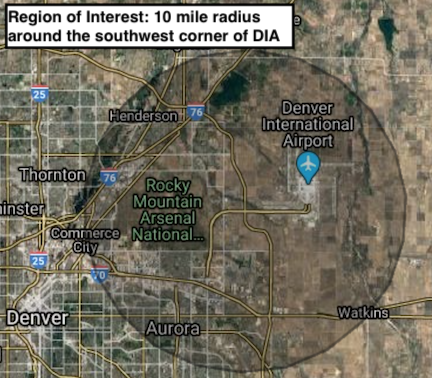 Region of Interest: 10 mile radius
around the southwest corner of DIA
e
25
Henderson
76
Denver
International
Airport
Thornton
76
Rocky
Mountain
Arsenal
National...
minster
Commerce
City
25
70
Denver
Aurora
Watkins